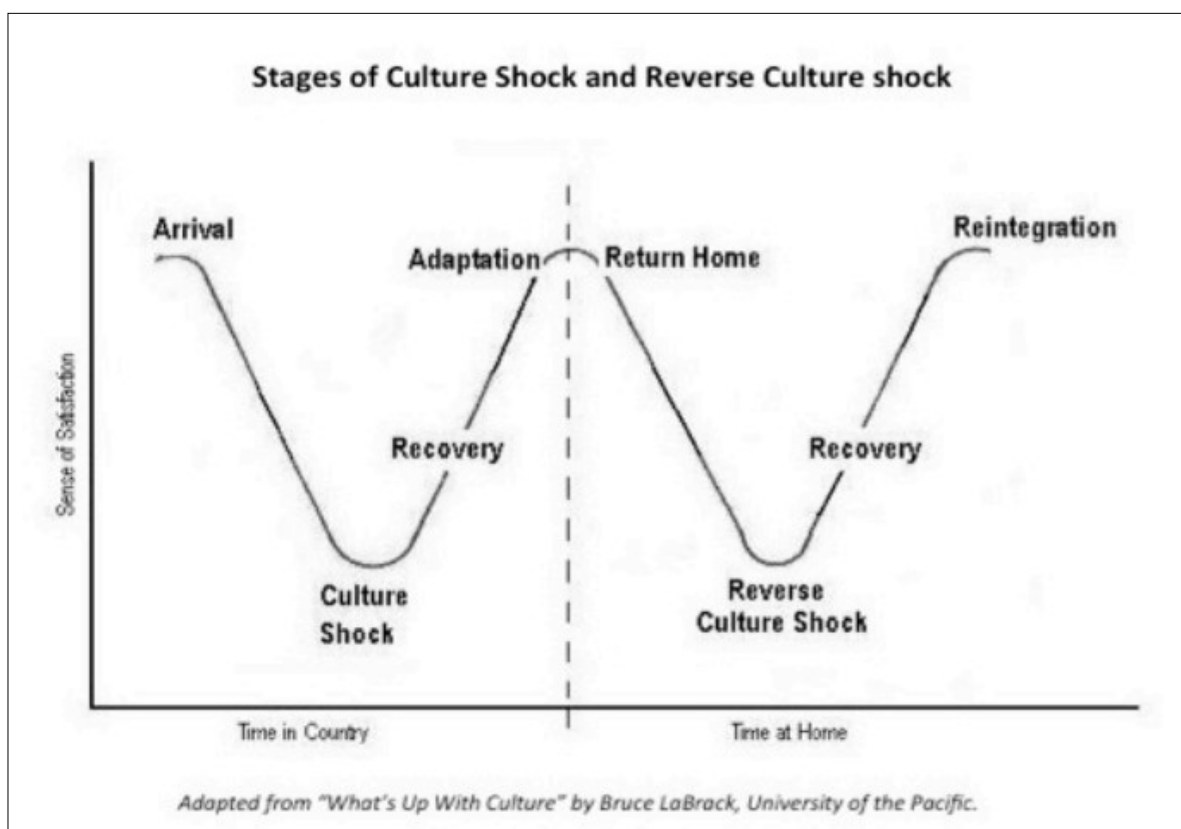 Stages of Culture Shock and Reverse Culture shock
Arrival
Adaptation
Return Home
Reintegration
Sense of Satisfaction
Recovery
Recovery
Culture
Shock
Reverse
Culture Shock
Time in Country
Time at Home
Adapted from “What’s Up With Culture” by Bruce LaBrack, University of the Pacific.